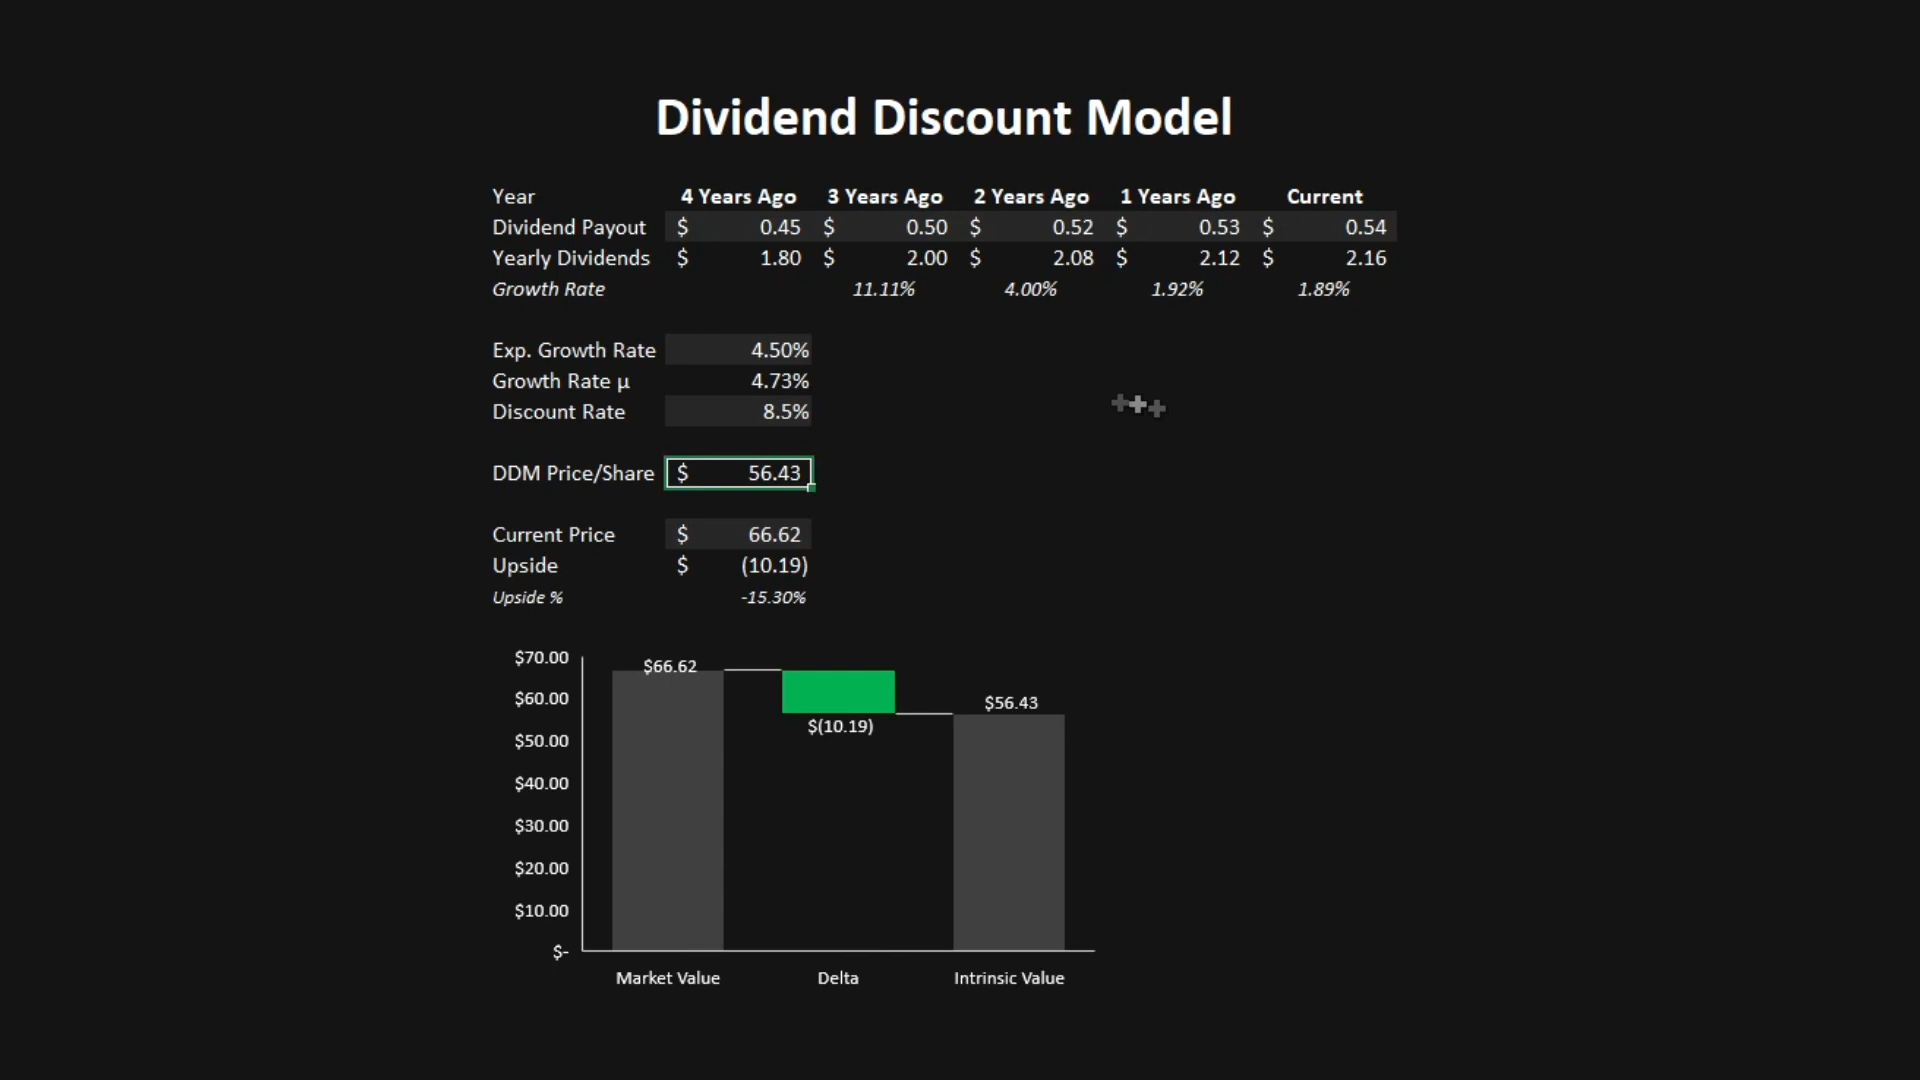 Dividend Discount Model
Year 4 Years Ago 3 Years Ago 2 Years Ago 1 Years Ago Current
Dividend Payout $ 0.45 $ 0.50 $ 0.52 $ 0.53 $ 0.54
Yearly Dividends $ 1.80 $ 2.00 $ 2.08 $ 2.12 $ 2.16
Growth Rate 11.11% 4.00% 1.92% 1.89%
Exp. Growth Rate 4.50%
Growth Rate µ 4.73%
Discount Rate 8.5%
DDM Price/Share $ 56.43
Current Price $ 66.62
Upside $ (10.19)
Upside % -15.30%
$70.00
$66.62
$60.00
$56.43
$(10.19)
$50.00
$40.00
$30.00
$20.00
$10.00
$-
Market Value Delta Intrinsic Value